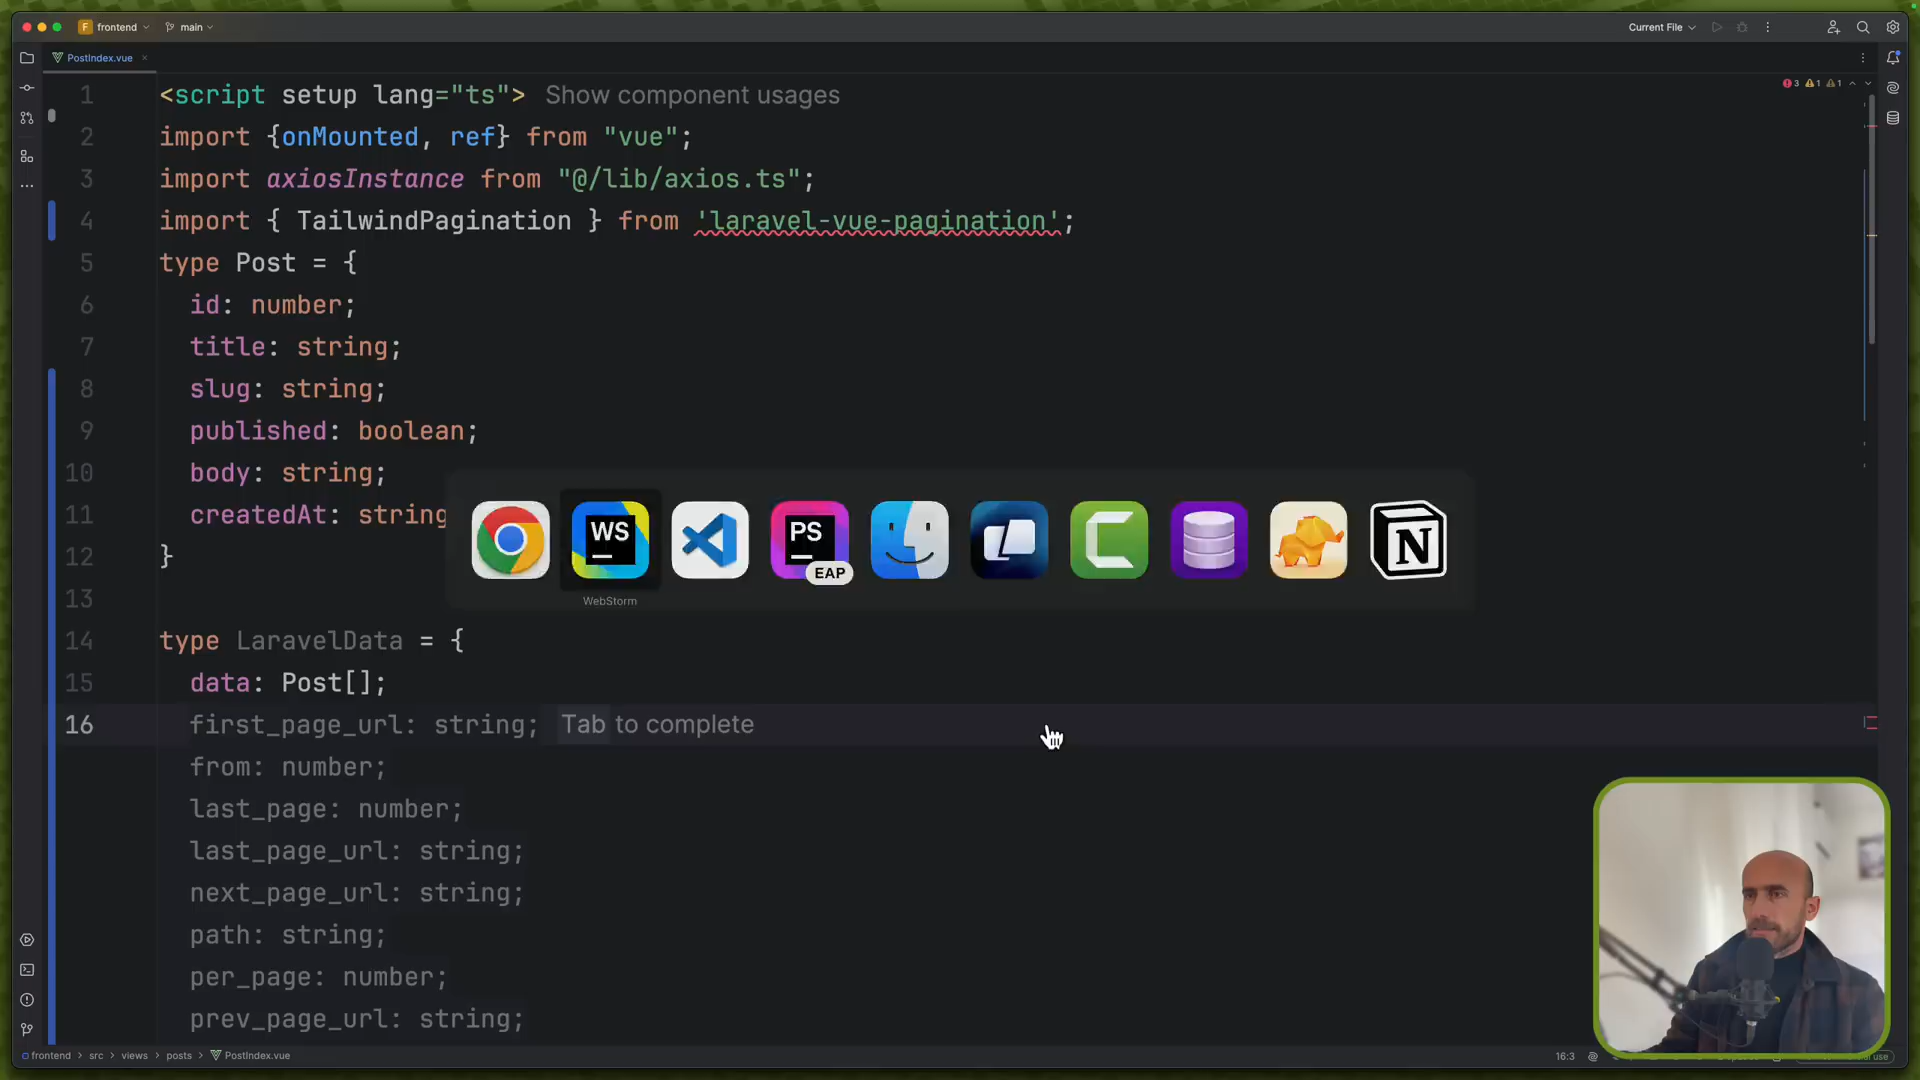 F frontend
main
Current File
PostIndex.vue
3 1 1
1 <script setup lang="ts"> Show component usages
2 import {onMounted, ref} from "vue";
3 import axiosInstance from "@/lib/axios.ts";
4 import { TailwindPagination } from 'laravel-vue-pagination';
5 type Post = {
6 id: number;
7 title: string;
8 slug: string;
9 published: boolean;
10 body: string;
11 createdAt: string
12 }
13
14 type LaravelData = {
15 data: Post[];
16 first_page_url: string; Tab to complete
from: number;
last_page: number;
last_page_url: string;
next_page_url: string;
path: string;
per_page: number;
prev_page_url: string;
WS
PS
EAP
N
WebStorm
frontend > src > views > posts > PostIndex.vue
16:3
use